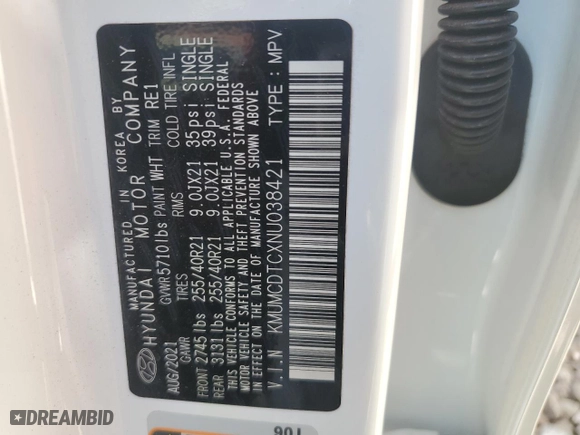 MANUFACTURED IN KOREA BY
HYUNDAI MOTOR COMPANY
AUG/2021 GVWR5710lbs PAINT WHT TRIM RE1
GAWR TIRES RIMS COLD TIRE INFL
FRONT 2745lbs 255/40R21 9.0JX21 35psi SINGLE
REAR 3131lbs 255/40R21 9.0JX21 39psi SINGLE
THIS VEHICLE CONFORMS TO ALL APPLICABLE U.S.A. FEDERAL
MOTOR VEHICLE SAFETY AND THEFT PREVENTION STANDARDS
IN EFFECT ON THE DATE OF MANUFACTURE SHOWN ABOVE
V.I.N KMUMCDTCXNU038421 TYPE : MPV
DREAMBID